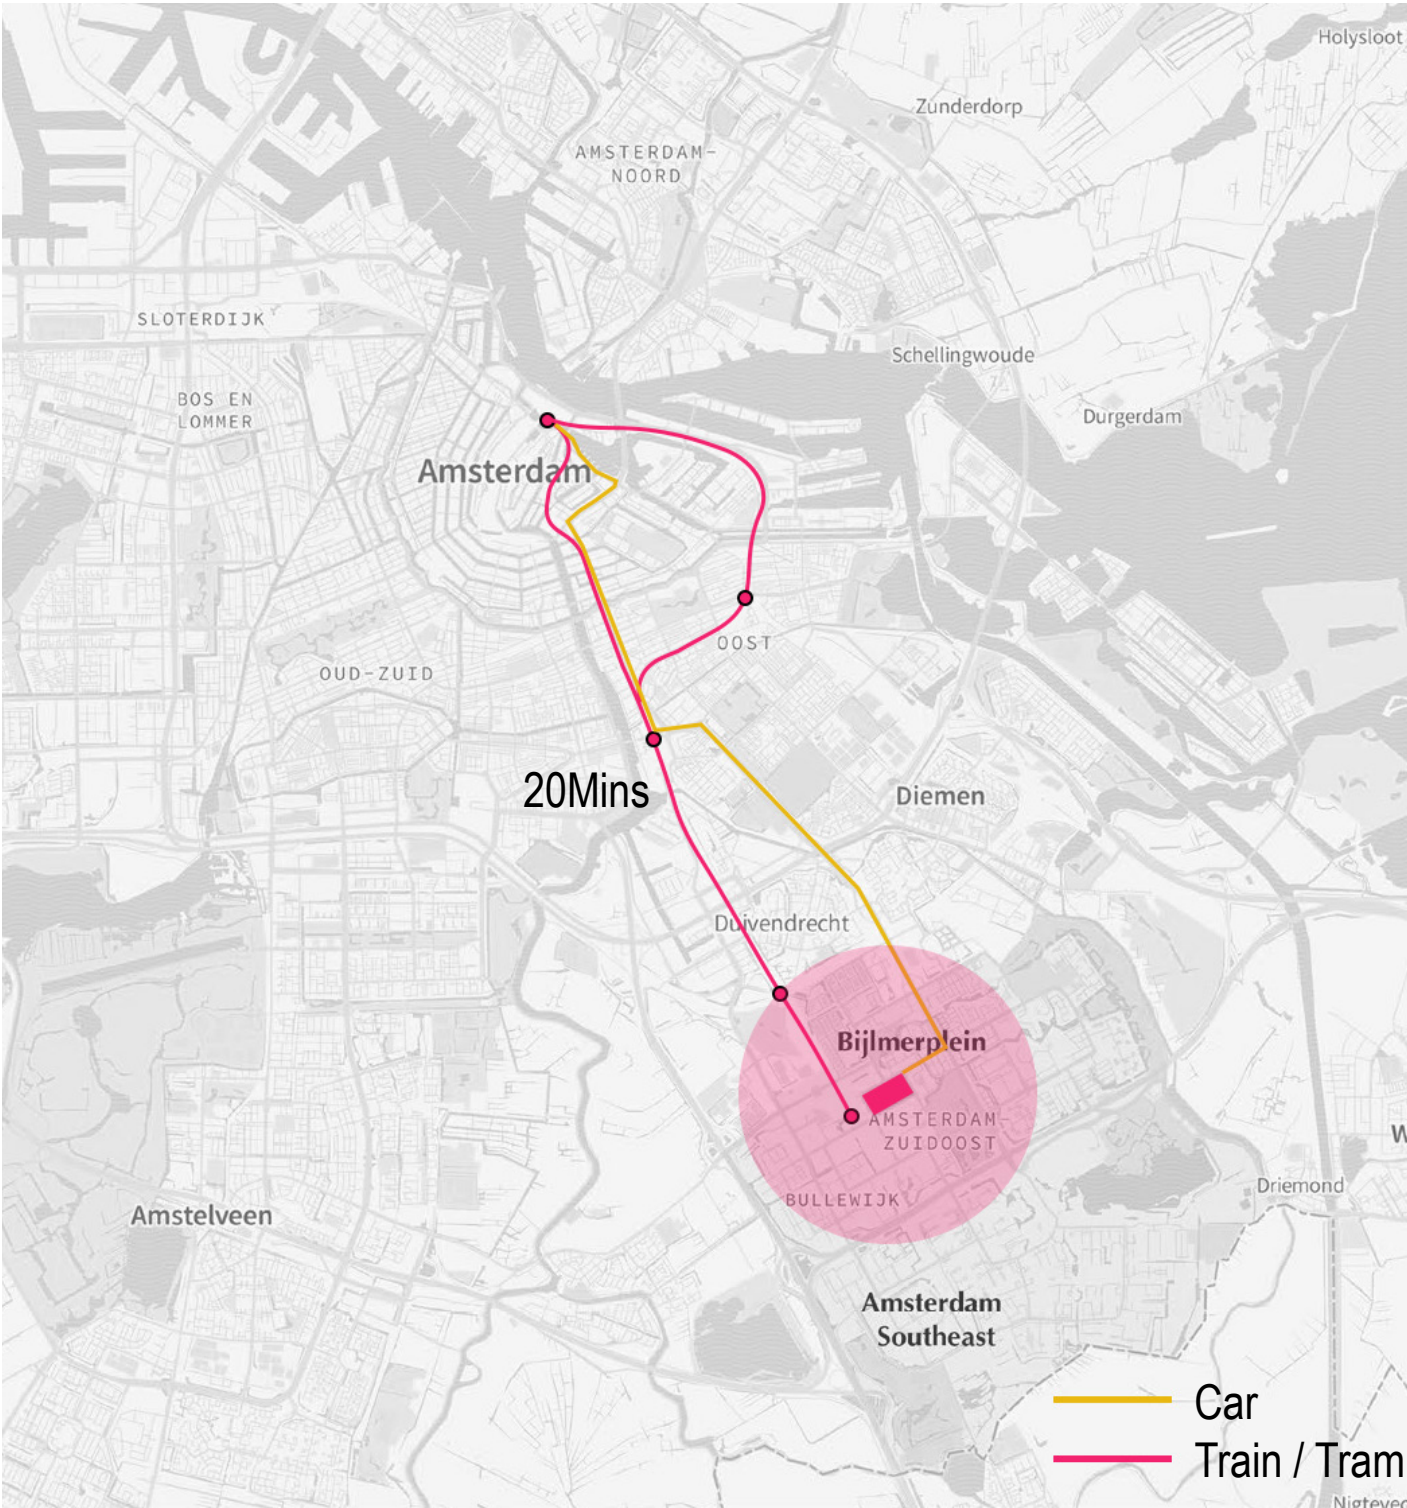 Holysloot
Zunderdorp
AMSTERDAM-
NOORD
SLOTERDIJK
Schellingwoude
BOS EN
LOMMER
Durgerdam
Amsterdam
OOST
OUD-ZUID
20Mins
Diemen
Duivendrecht
Bijlmerplein
AMSTERDAM-
ZUIDOOST
W
Driemond
BULLEWIJK
Amstelveen
Amsterdam
Southeast
Car
Train / Tram